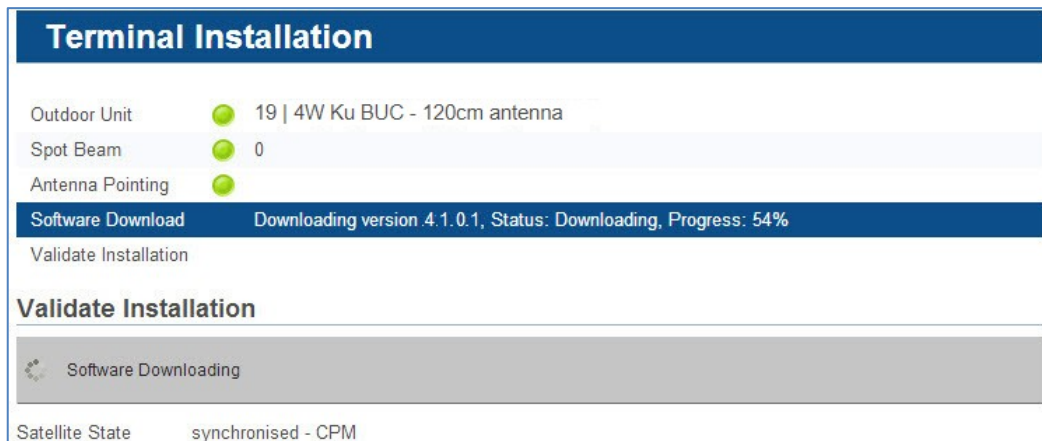 Terminal Installation
Outdoor Unit 19 | 4W Ku BUC - 120cm antenna
Spot Beam 0
Antenna Pointing
Software Download Downloading version 4.1.0.1, Status: Downloading, Progress: 54%
Validate Installation
Validate Installation
Software Downloading
Satellite State synchronised - CPM